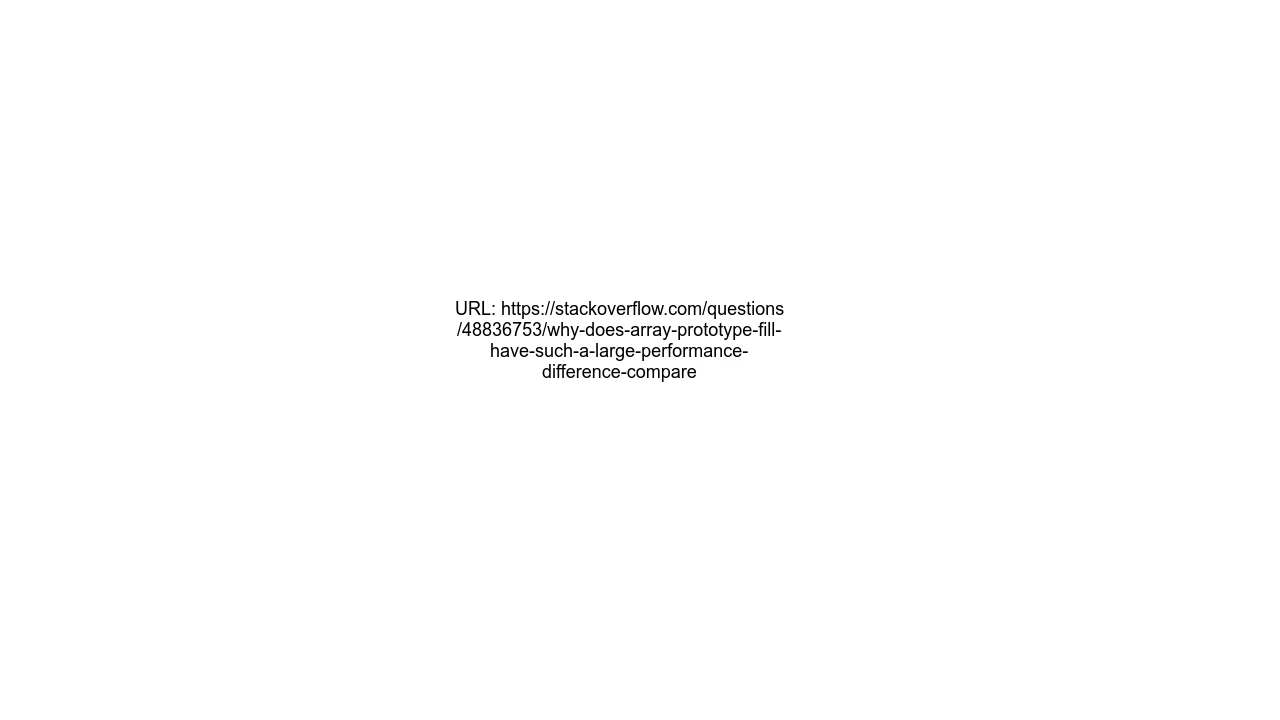 URL: https://stackoverflow.com/questions
/48836753/why-does-array-prototype-fill-
have-such-a-large-performance-
difference-compare